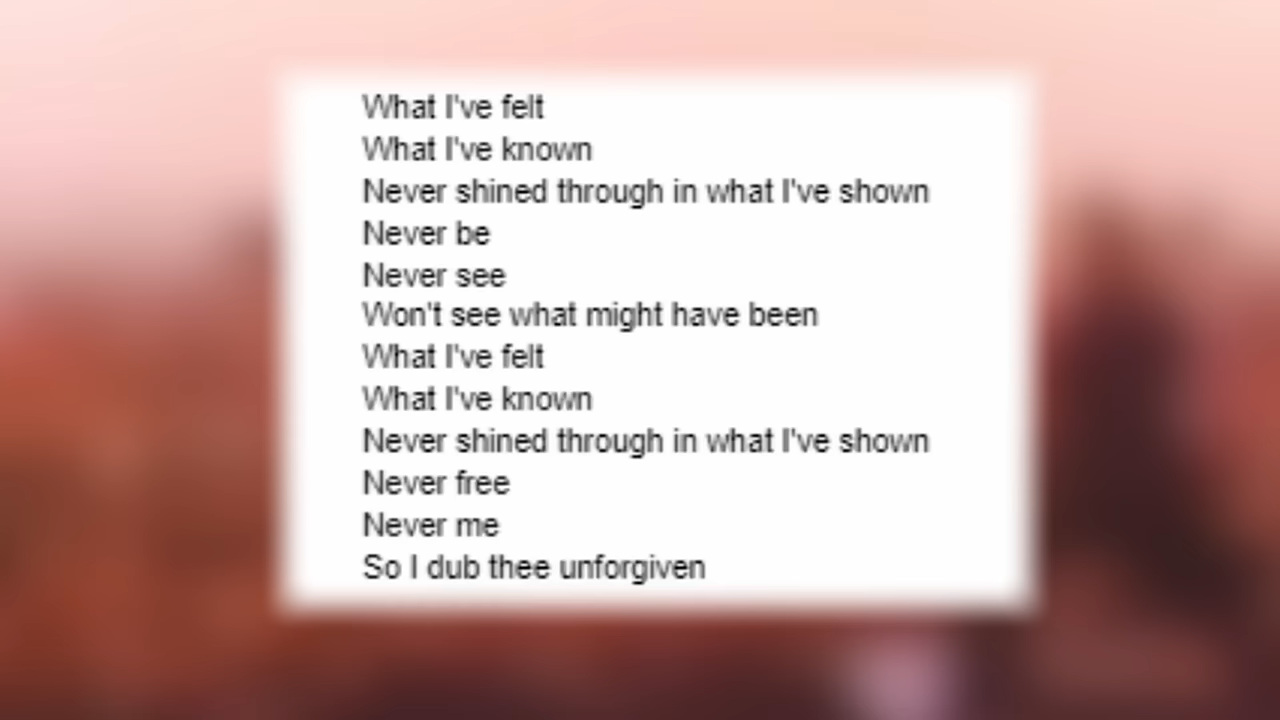 What I've felt
What I've known
Never shined through in what I've shown
Never be
Never see
Won't see what might have been
What I've felt
What I've known
Never shined through in what I've shown
Never free
Never me
So I dub thee unforgiven